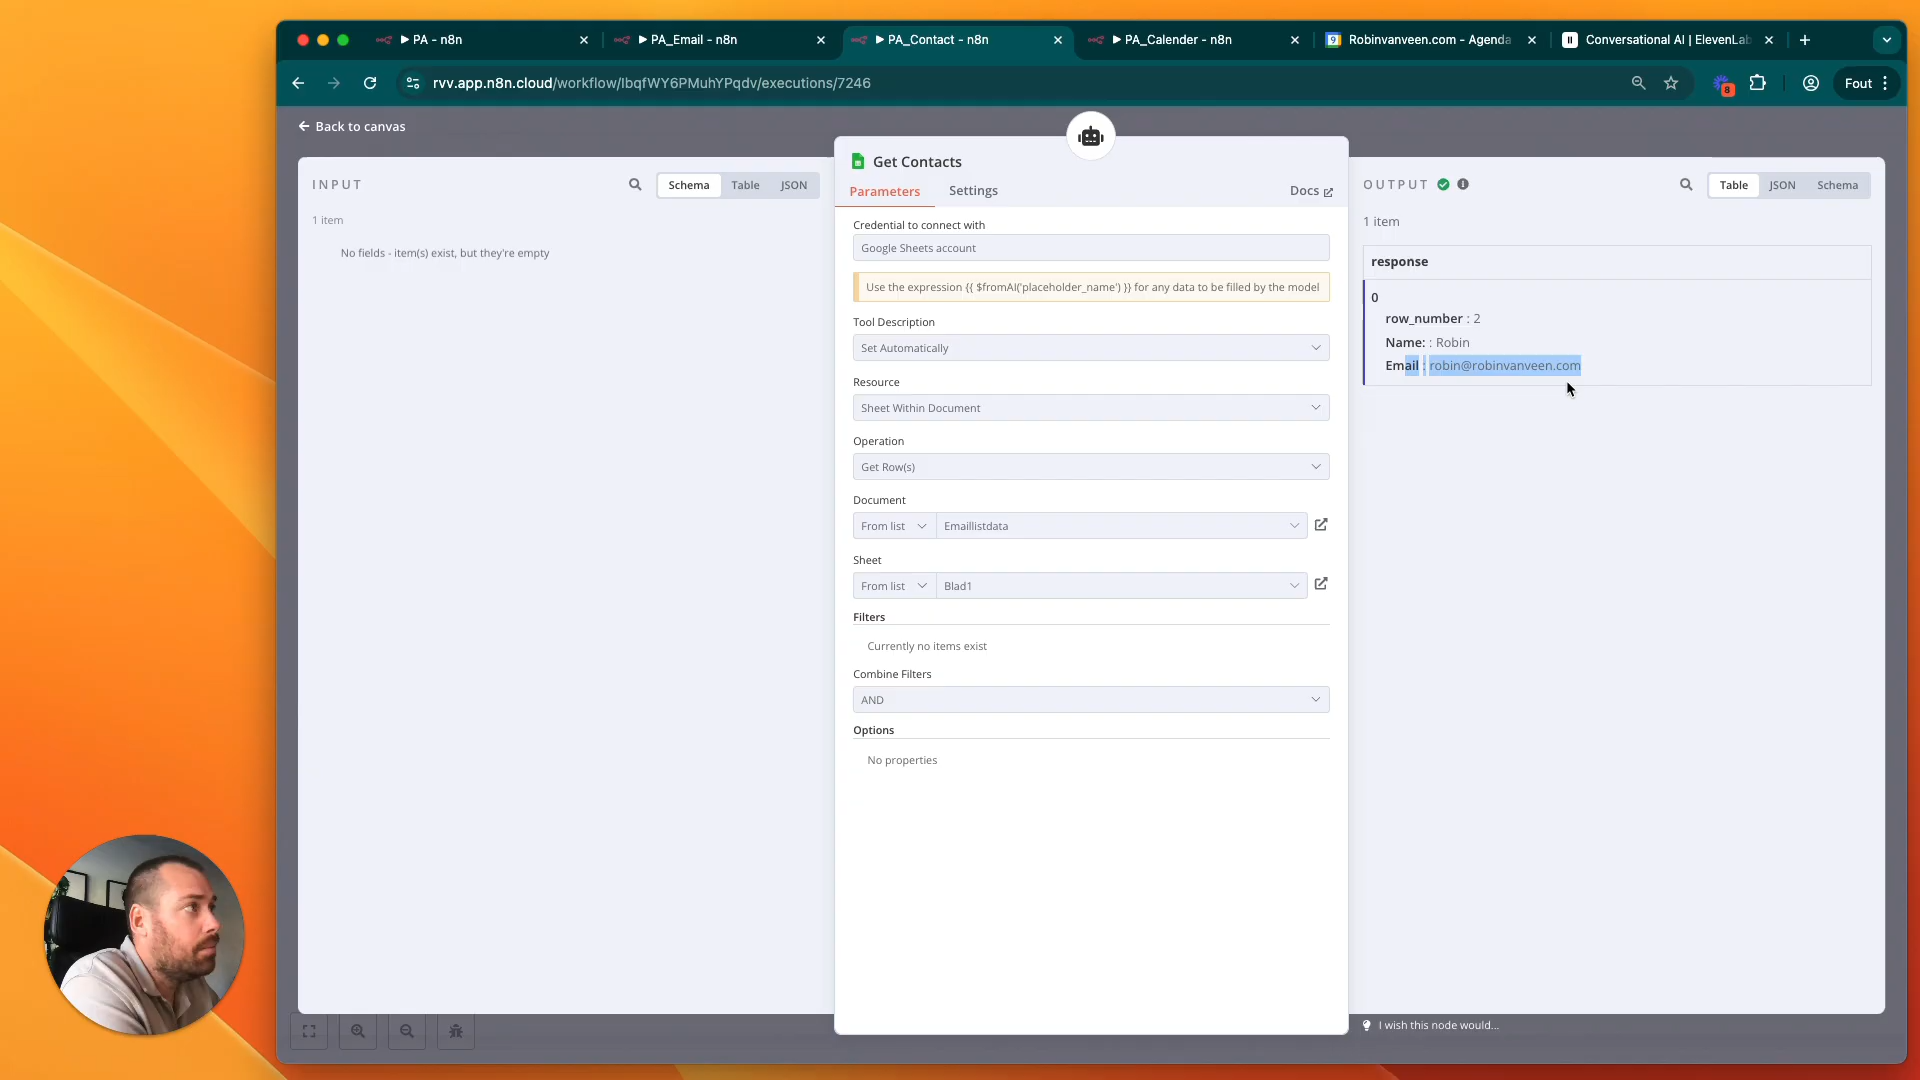 PA - n8n
PA_Email - n8n
PA_Contact - n8n
PA_Calender - n8n
Robinvanveen.com - Agenda
Conversational AI | ElevenLab
rvv.app.n8n.cloud/workflow/IbqfWY6PMuhYPqdv/executions/7246
8
Fout
Back to canvas
INPUT
Schema
Table
JSON
1 item
No fields - item(s) exist, but they're empty
Get Contacts
Parameters
Settings
Docs
Credential to connect with
Google Sheets account
Use the expression {{ $fromAI('placeholder_name') }} for any data to be filled by the model
Tool Description
Set Automatically
Resource
Sheet Within Document
Operation
Get Row(s)
Document
From list
Emaillistdata
Sheet
From list
Blad1
Filters
Currently no items exist
Combine Filters
AND
Options
No properties
OUTPUT
Table
JSON
Schema
1 item
response
0
row_number : 2
Name: : Robin
Email : robin@robinvanveen.com
I wish this node would...